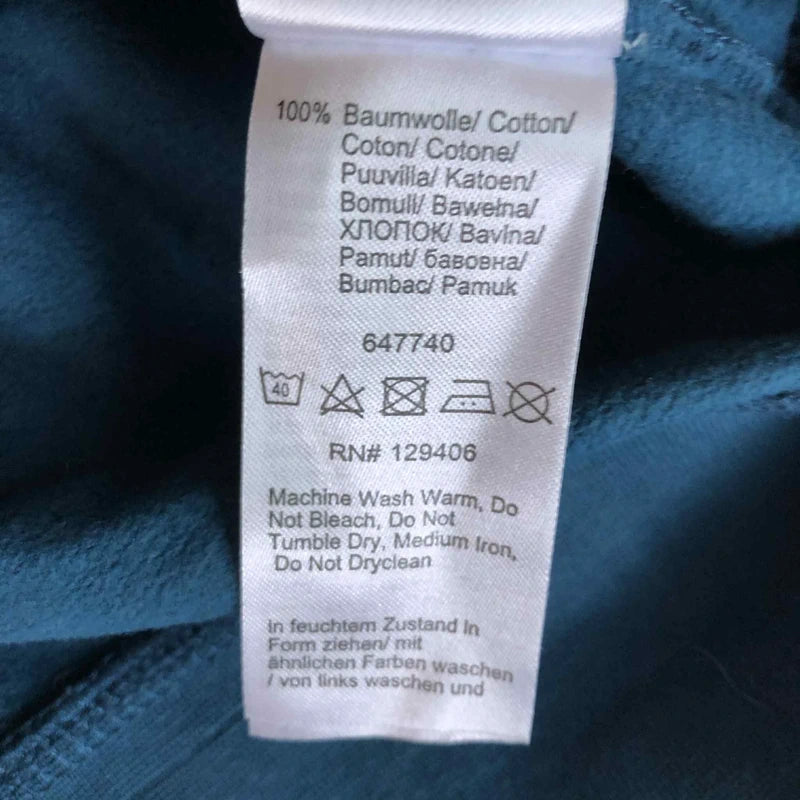 100% Baumwolle/ Cotton/
Coton/ Cotone/
Puuvilla/ Katoen/
Bomull/ Bawełna/
ХЛОПОК/ Bavlna/
Pamut/ бавовна/
Bumbac/ Pamuk
647740
40
RN# 129406
Machine Wash Warm, Do
Not Bleach, Do Not
Tumble Dry, Medium Iron,
Do Not Dryclean
In feuchtem Zustand in
Form ziehen/ mit
ähnlichen Farben waschen
/ von links waschen und